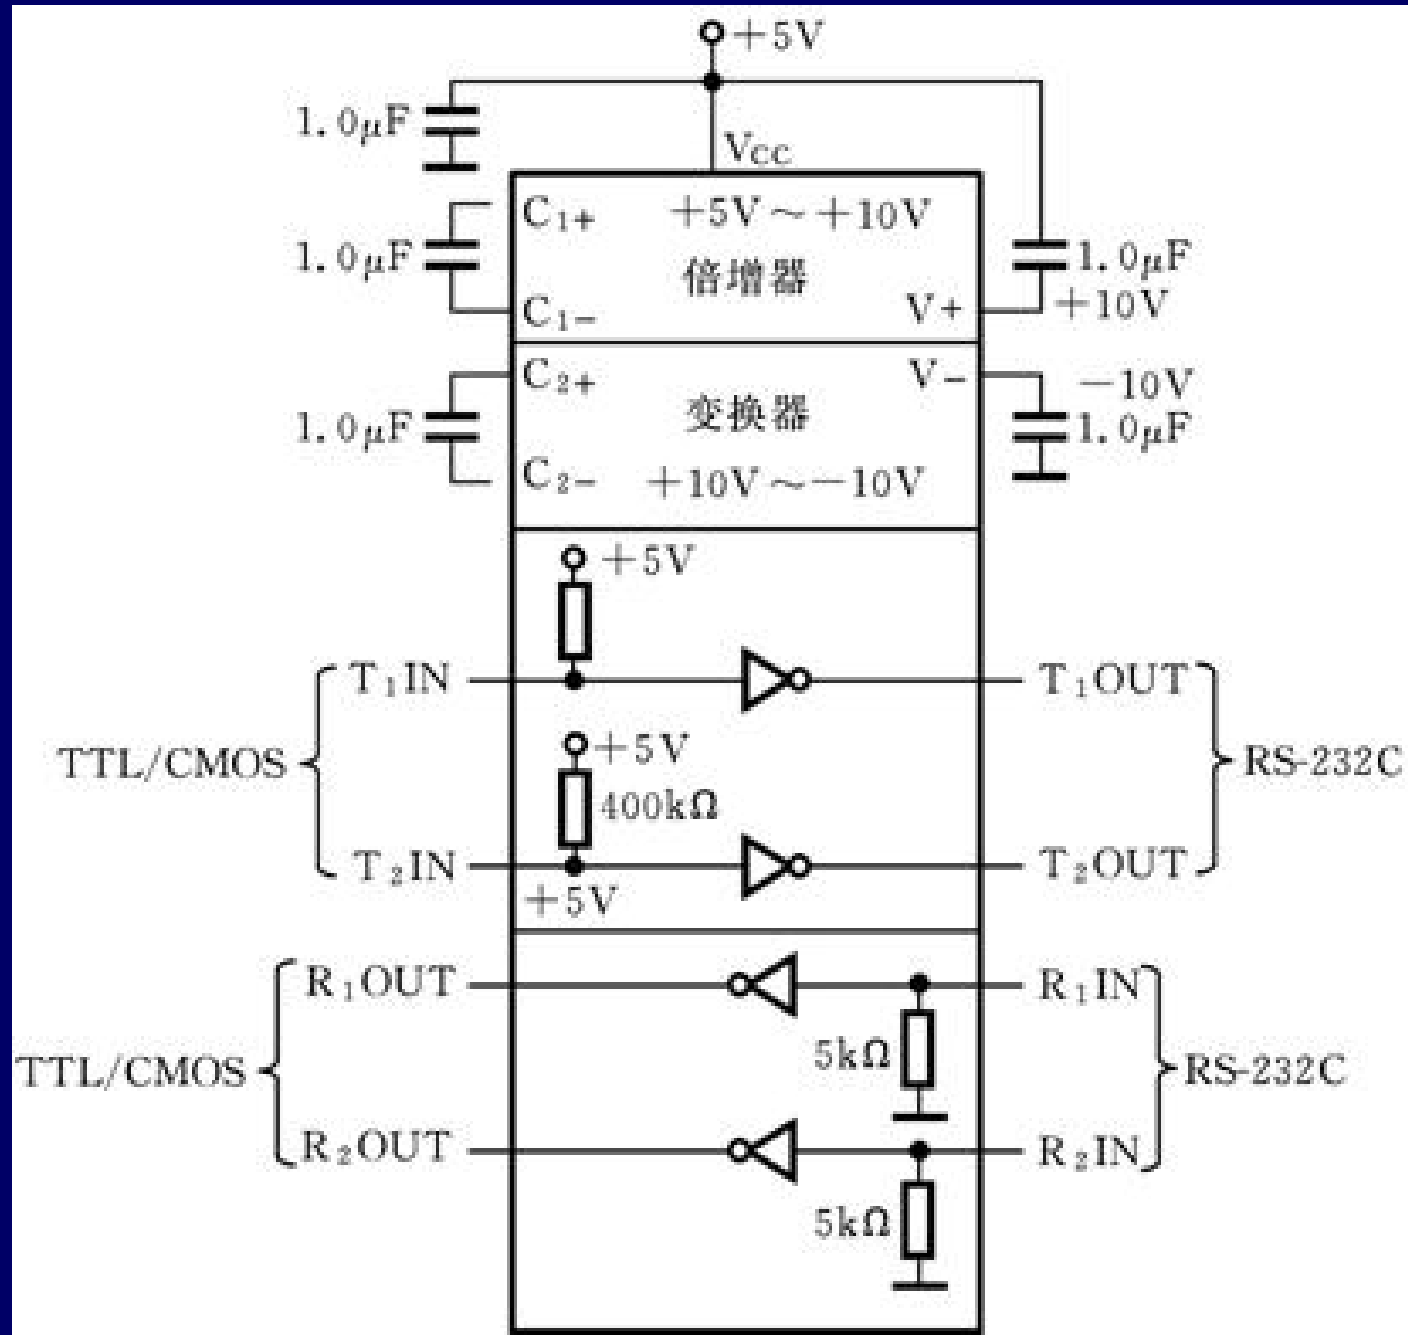 +5V
1.0μF
VCC
C1+ +5V～+10V
1.0μF 倍增器 1.0μF
C1- V+ +10V
C2+ V- -10V
1.0μF 变换器 1.0μF
C2- +10V～-10V
+5V
T1IN T1OUT
+5V
TTL/CMOS RS-232C
400kΩ
T2IN T2OUT
+5V
R1OUT R1IN
5kΩ
TTL/CMOS RS-232C
R2OUT R2IN
5kΩ